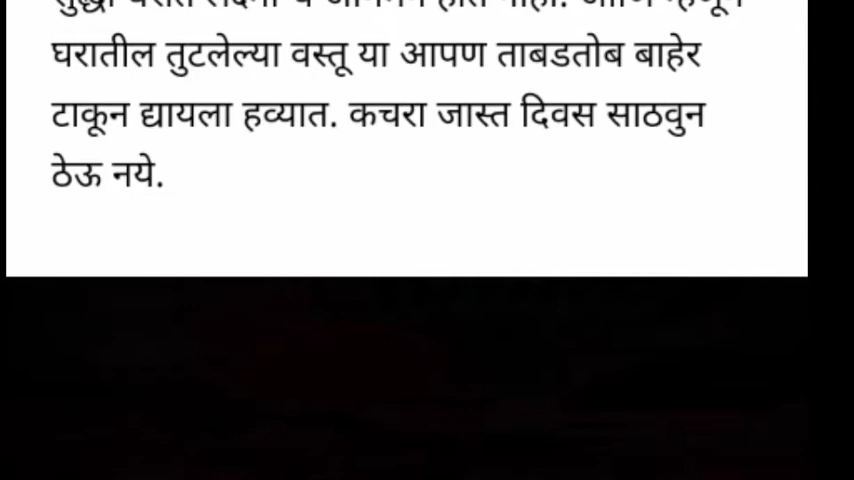 घरातील तुटलेल्या वस्तू या आपण ताबडतोब बाहेर
टाकून द्यायला हव्यात. कचरा जास्त दिवस साठवुन
ठेऊ नये.